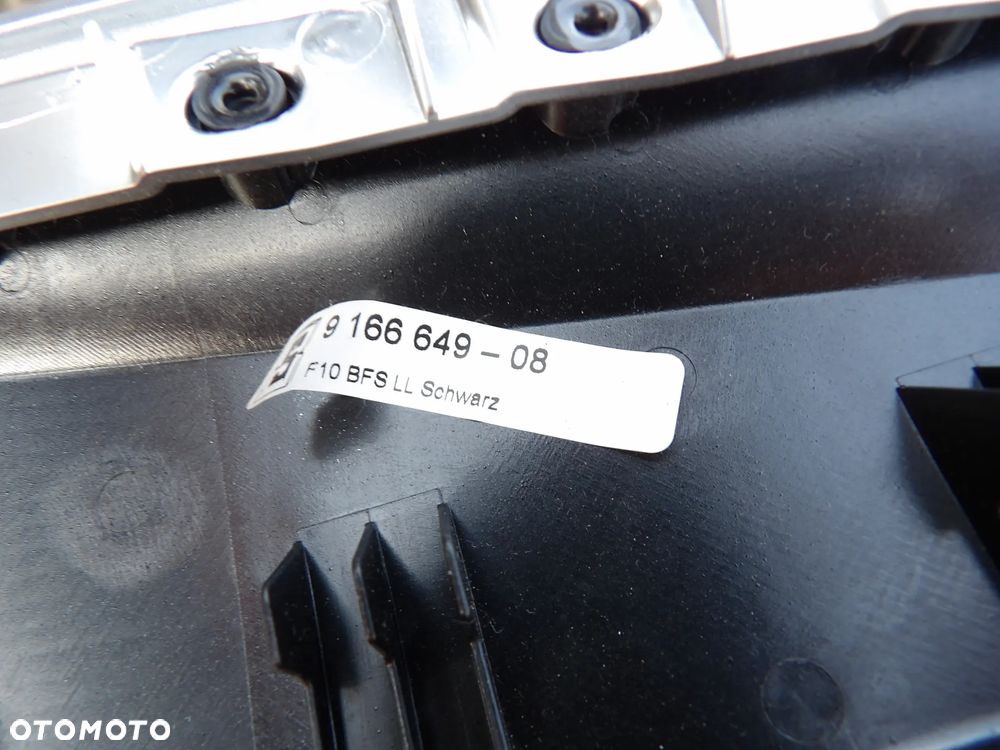 9 166 649 - 08
F10 BFS LL Schwarz
OTOMOTO